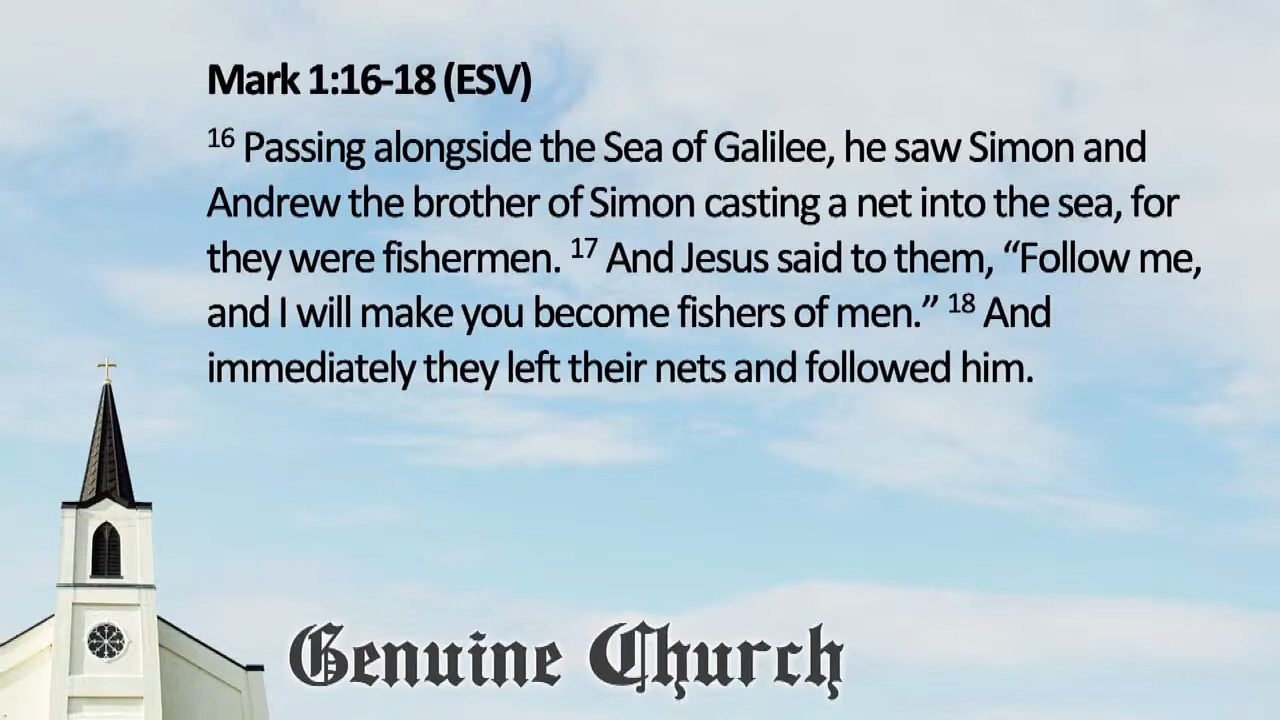 Mark 1:16-18 (ESV)
16 Passing alongside the Sea of Galilee, he saw Simon and
Andrew the brother of Simon casting a net into the sea, for
they were fishermen. 17 And Jesus said to them, “Follow me,
and I will make you become fishers of men.” 18 And
immediately they left their nets and followed him.
Genuine Church